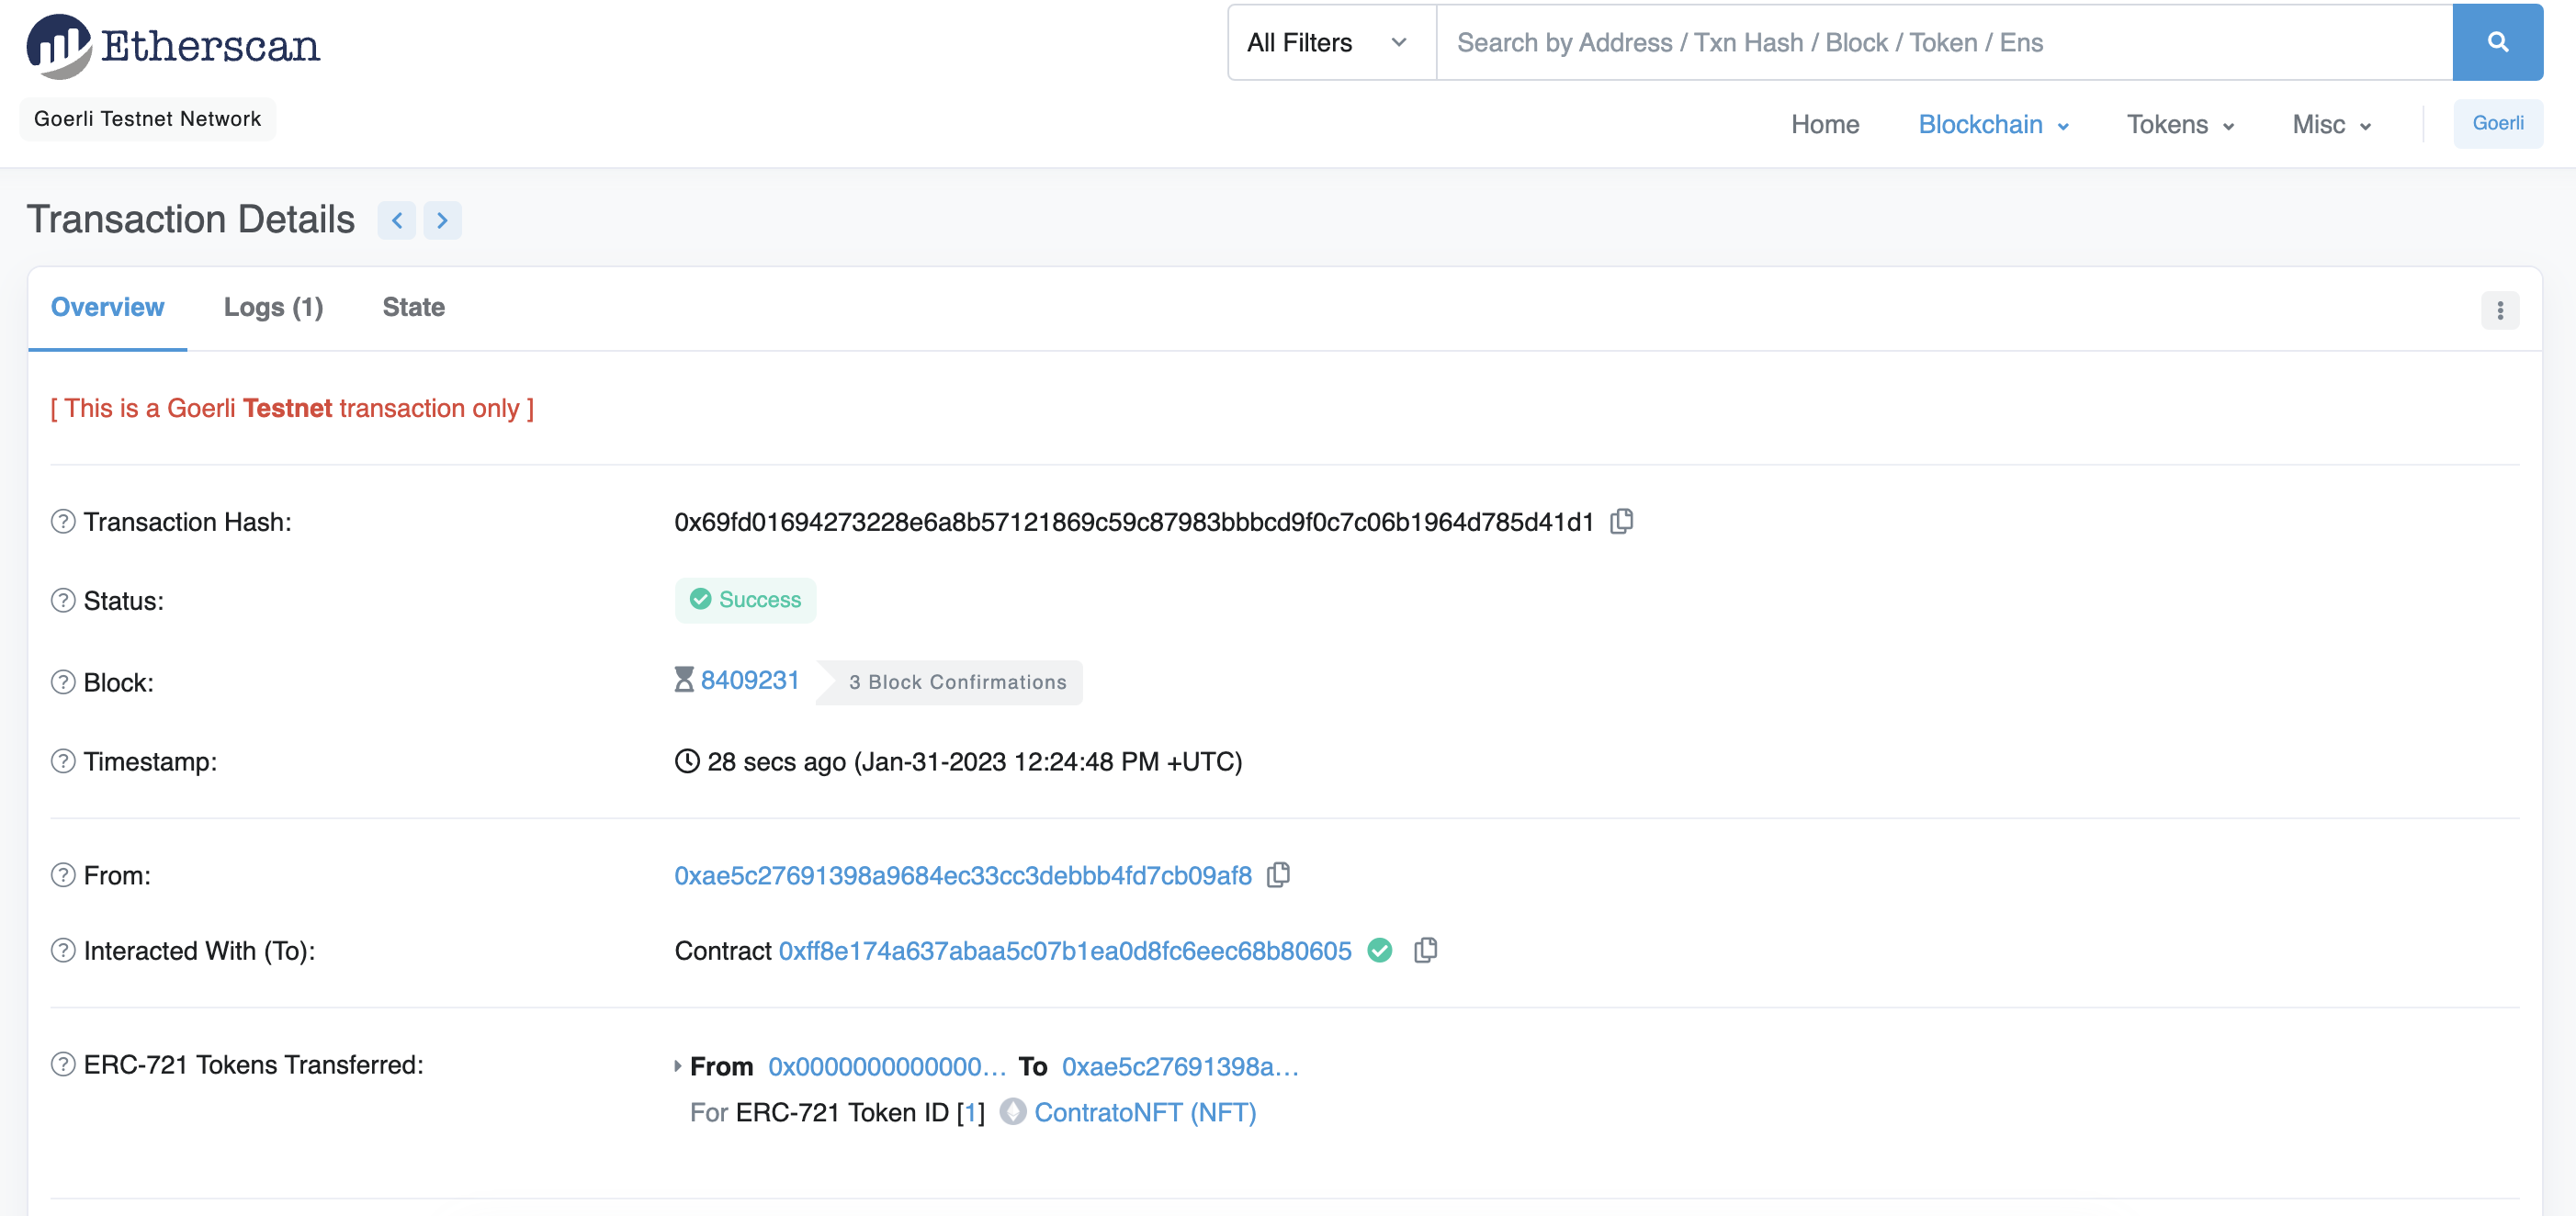 Etherscan
All Filters
Search by Address / Txn Hash / Block / Token / Ens
Goerli Testnet Network
Home Blockchain Tokens Misc Goerli
Transaction Details
Overview Logs (1) State
[ This is a Goerli Testnet transaction only ]
Transaction Hash: 0x69fd01694273228e6a8b57121869c59c87983bbbcd9f0c7c06b1964d785d41d1
Status: Success
Block: 8409231 3 Block Confirmations
Timestamp: 28 secs ago (Jan-31-2023 12:24:48 PM +UTC)
From: 0xae5c27691398a9684ec33cc3debbb4fd7cb09af8
Interacted With (To): Contract 0xff8e174a637abaa5c07b1ea0d8fc6eec68b80605
ERC-721 Tokens Transferred: From 0x0000000000000... To 0xae5c27691398a...
For ERC-721 Token ID [1] ContratoNFT (NFT)